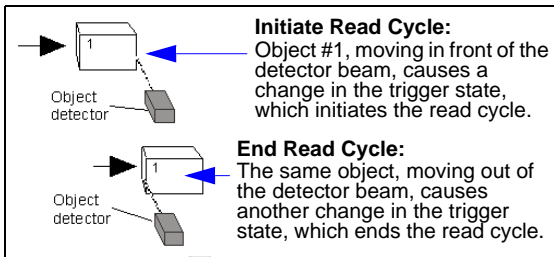 1
Object
detector
Initiate Read Cycle:
Object #1, moving in front of the
detector beam, causes a
change in the trigger state,
which initiates the read cycle.
1
Object
detector
End Read Cycle:
The same object, moving out of
the detector beam, causes
another change in the trigger
state, which ends the read cycle.